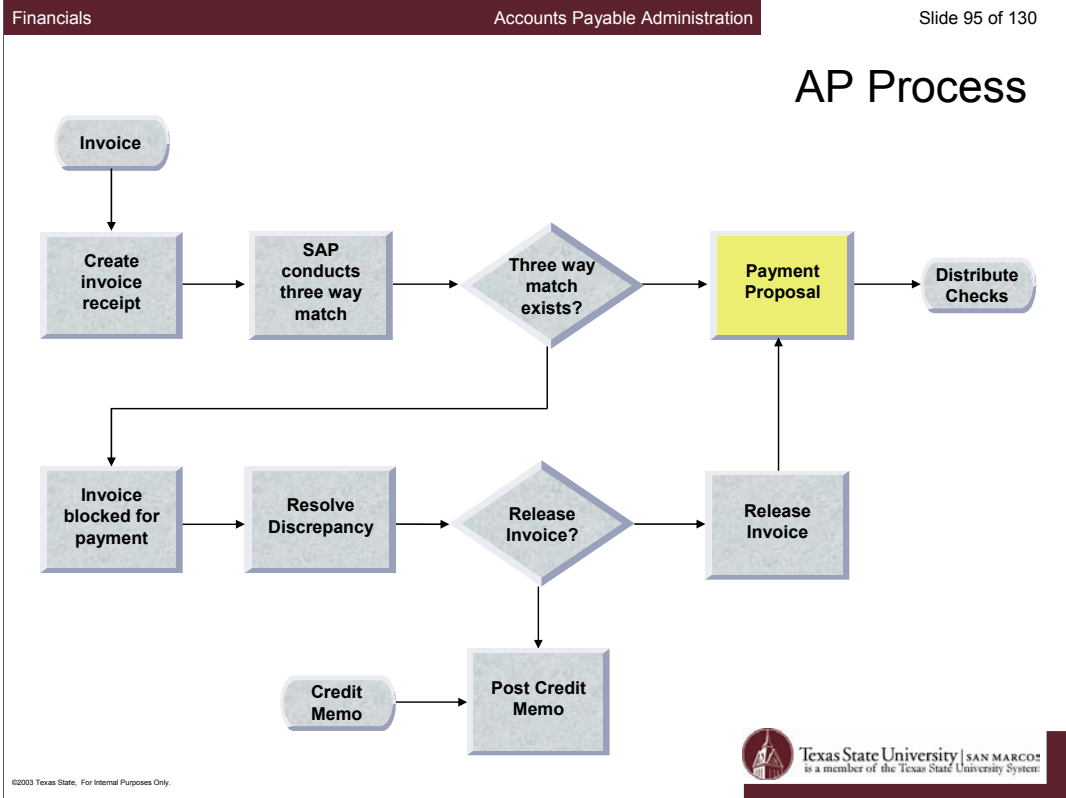 Financials
Accounts Payable Administration
Slide 95 of 130
AP Process
Invoice
Create
invoice
receipt
SAP
conducts
three way
match
Three way
match
exists?
Payment
Proposal
Distribute
Checks
Invoice
blocked for
payment
Resolve
Discrepancy
Release
Invoice?
Release
Invoice
Credit
Memo
Post Credit
Memo
Texas State University | SAN MARCOS
is a member of the Texas State University System
©2003 Texas State, For Internal Purposes Only.